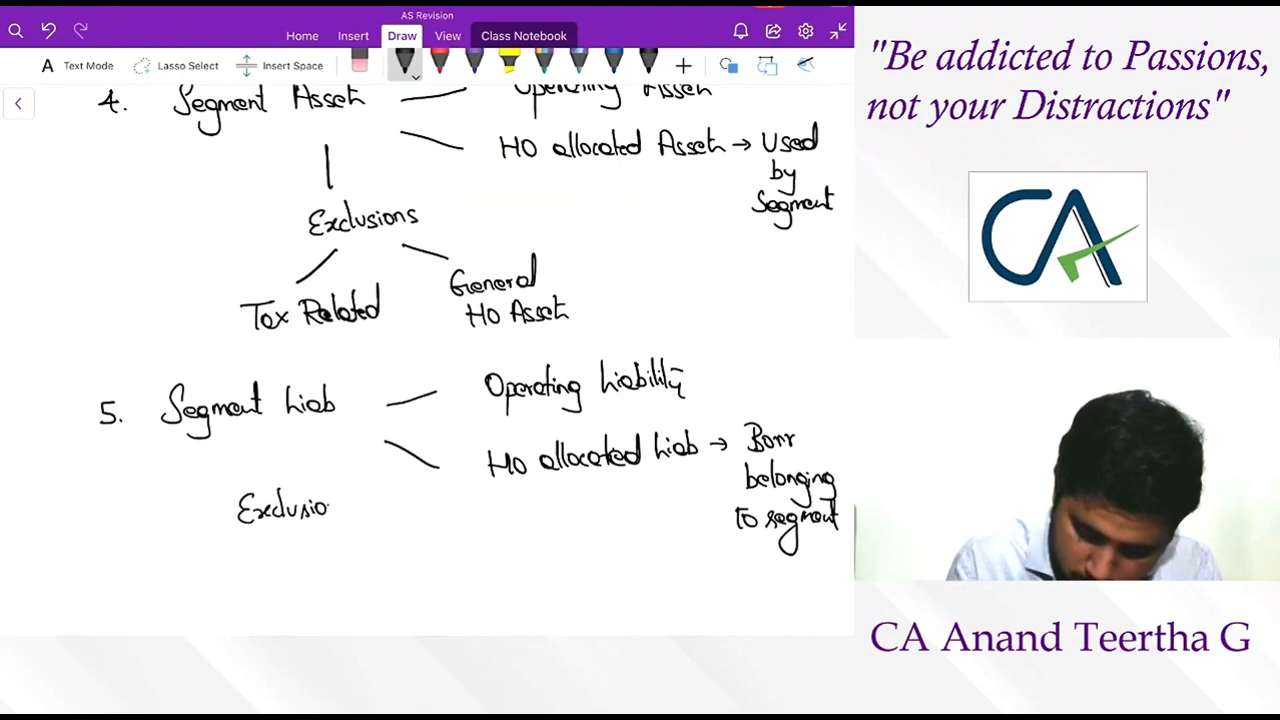 AS Revision
Home Insert Draw View Class Notebook
A Text Mode Lasso Select Insert Space
4. Segment Asset Operating Asset
HO allocated Asset → Used
by
Segment
Exclusions
Tax Related
General
HO Asset
5. Segment Liab Operating Liability
HO allocated Liab → Borr
belonging
to segment
Exclusio
"Be addicted to Passions,
not your Distractions"
CA
CA Anand Teertha G